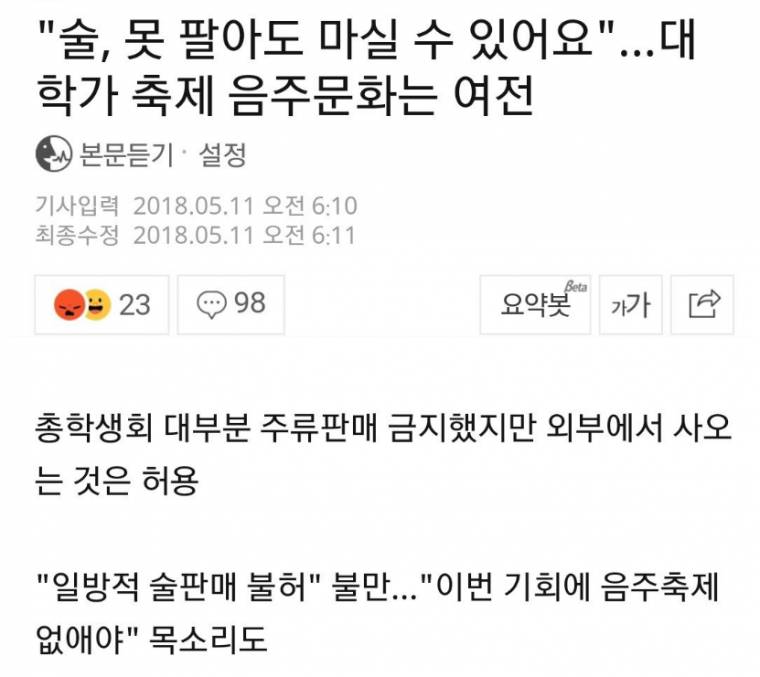 "술, 못 팔아도 마실 수 있어요"...대
학가 축제 음주문화는 여전
본문듣기 · 설정
기사입력 2018.05.11 오전 6:10
최종수정 2018.05.11 오전 6:11
23 98 요약봇 Beta 가가
총학생회 대부분 주류판매 금지했지만 외부에서 사오
는 것은 허용
"일방적 술판매 불허" 불만..."이번 기회에 음주축제
없애야" 목소리도